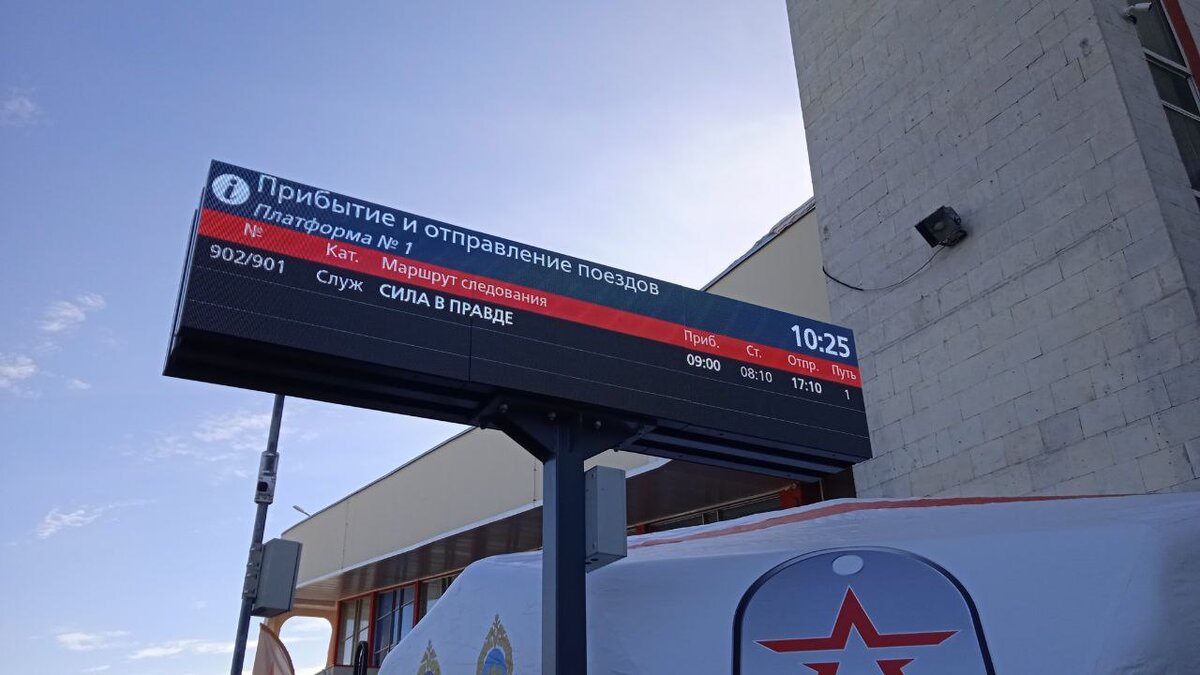 Прибытие и отправление поездов
Платформа № 1
10:25
№ Кат. Маршрут следования Приб. Ст. Отпр. Путь
902/901 Служ СИЛА В ПРАВДЕ 09:00 08:10 17:10 1